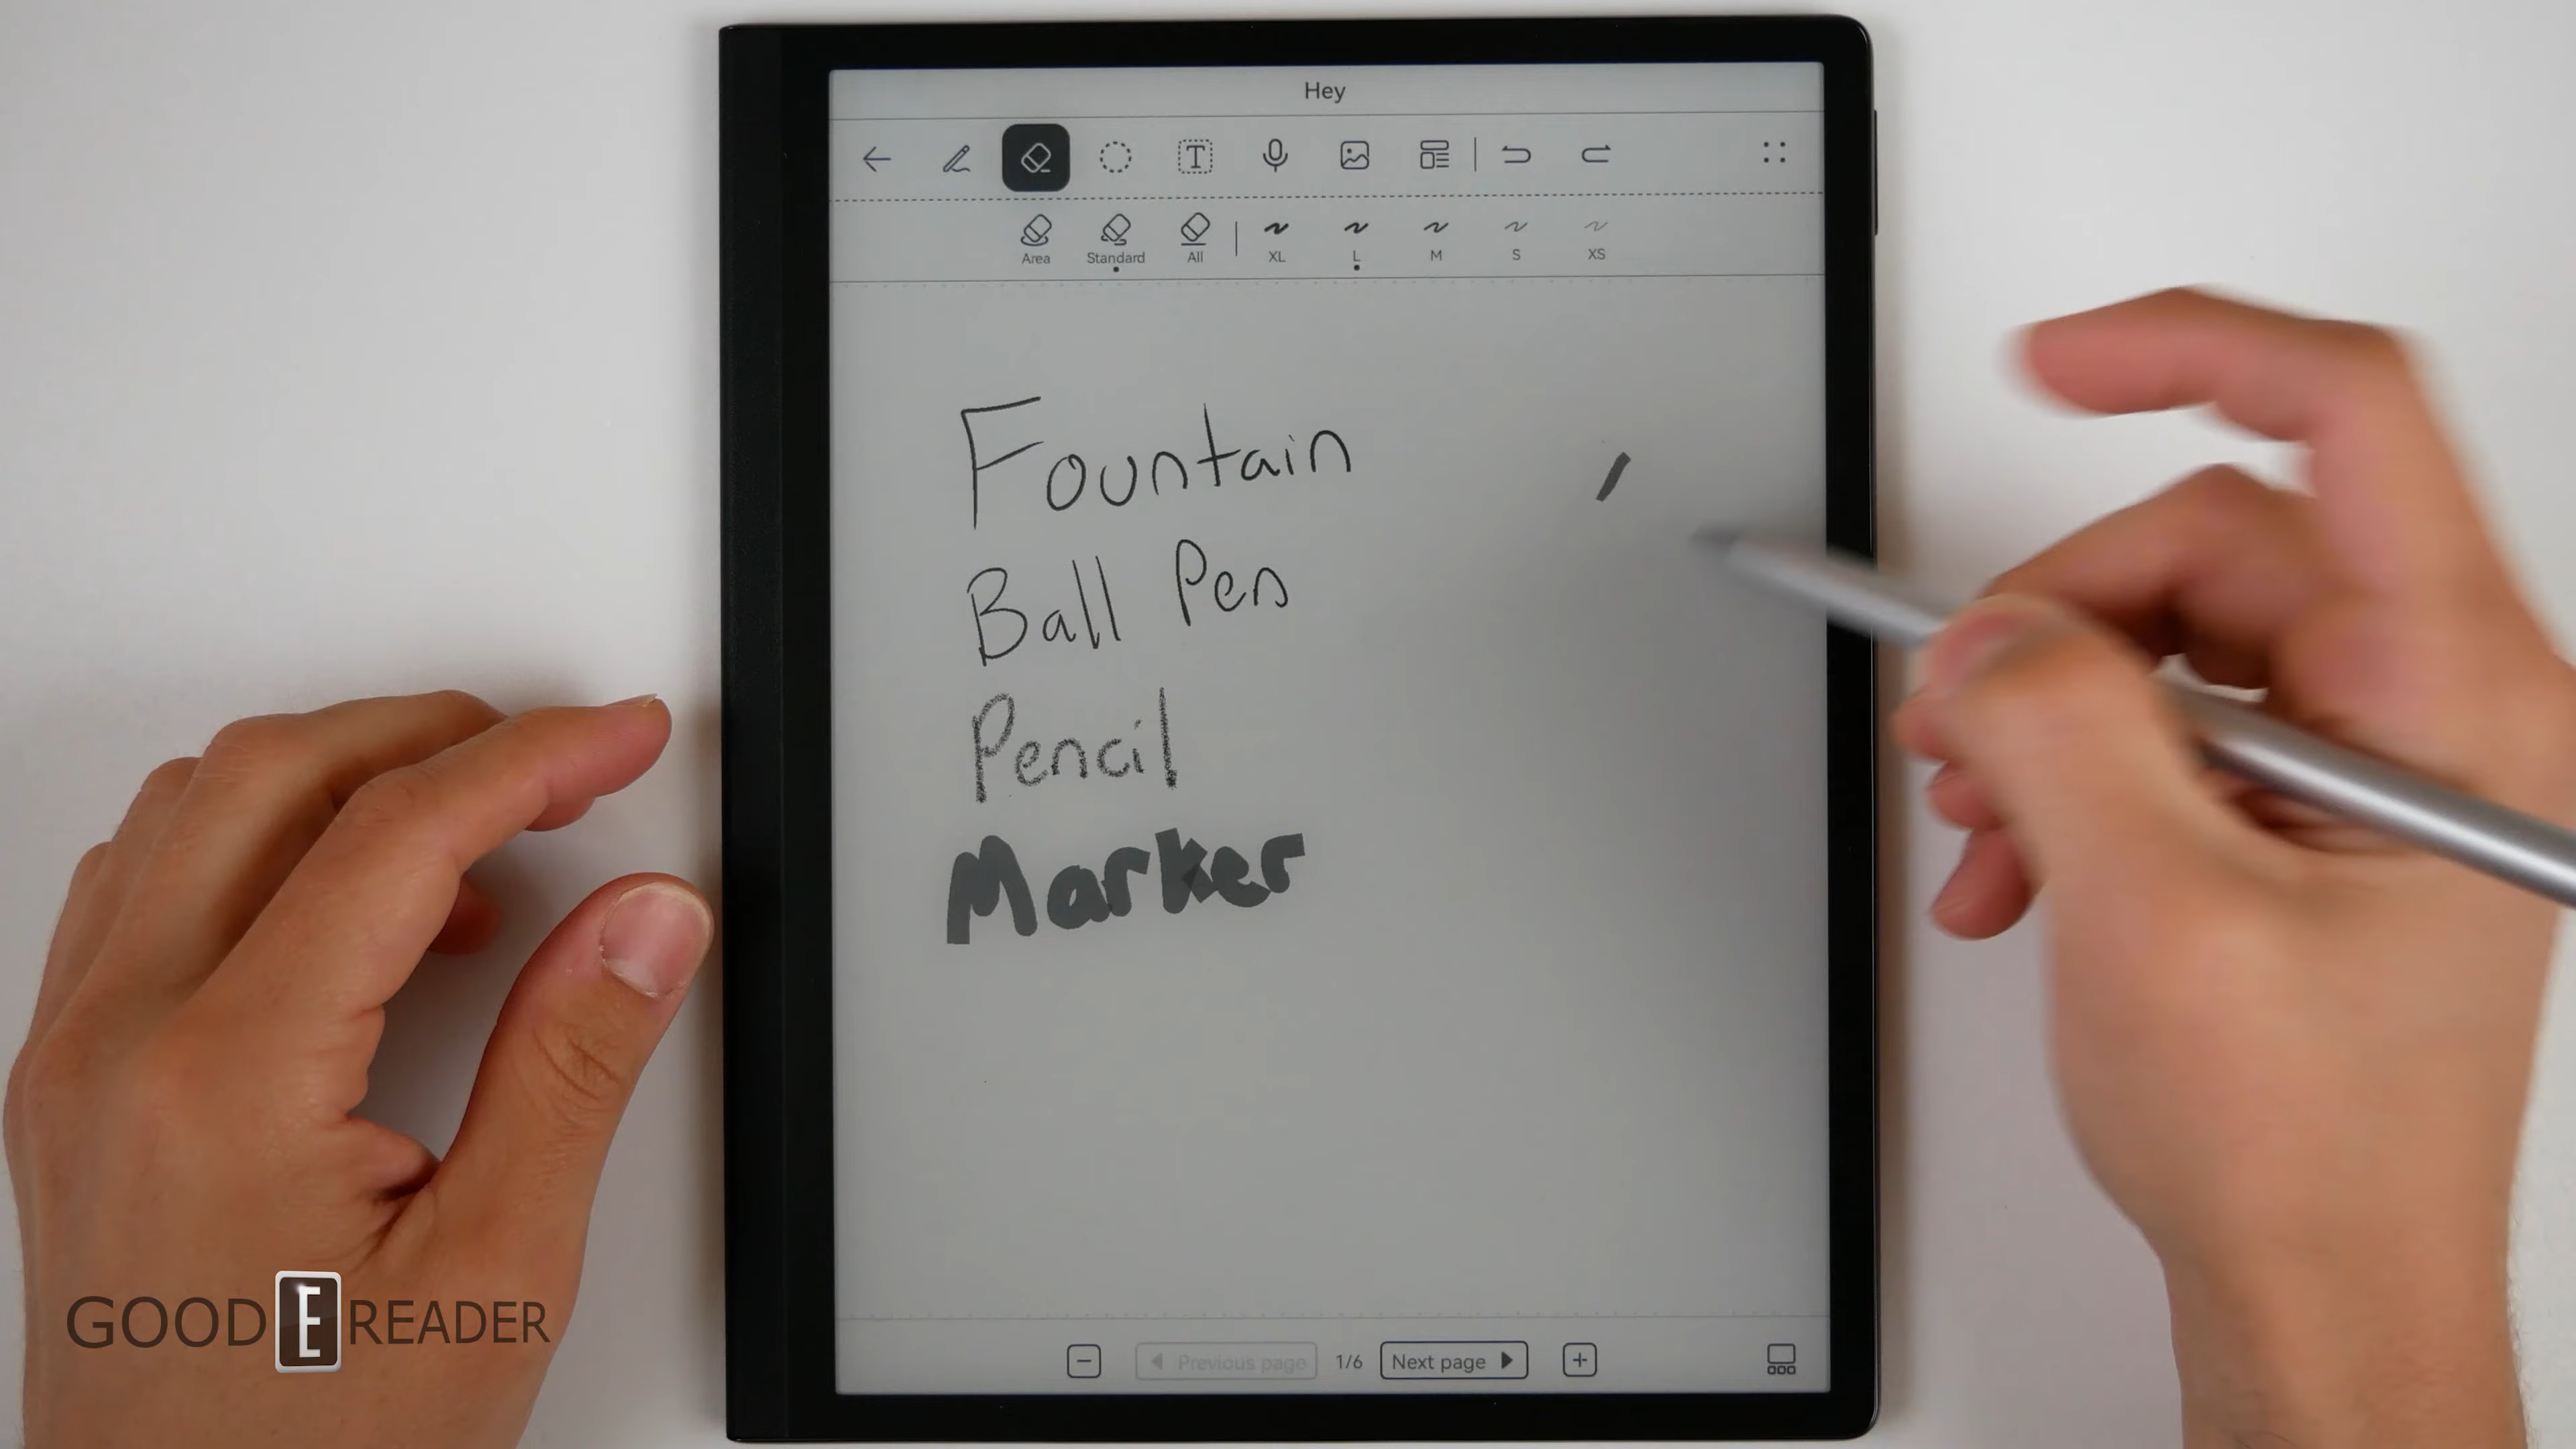 Hey
Area Standard All XL L M S XS
Fountain
Ball Pen
Pencil
Marker
Previous page 1/6 Next page
GOOD E READER